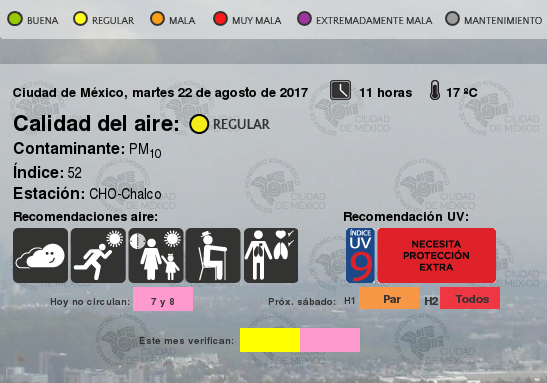 BUENA REGULAR MALA MUY MALA EXTREMADAMENTE MALA MANTENIMIENTO
Ciudad de México, martes 22 de agosto de 2017 11 horas 17 ºC
Calidad del aire: REGULAR
Contaminante: PM10
Índice: 52
Estación: CHO-Chalco
Recomendaciones aire: Recomendación UV:
ÍNDICE
UV
9
NECESITA
PROTECCIÓN
EXTRA
Hoy no circulan: 7 y 8 Próx. sábado: H1 Par H2 Todos
Este mes verifican:
CIUDAD
DE MÉXICO